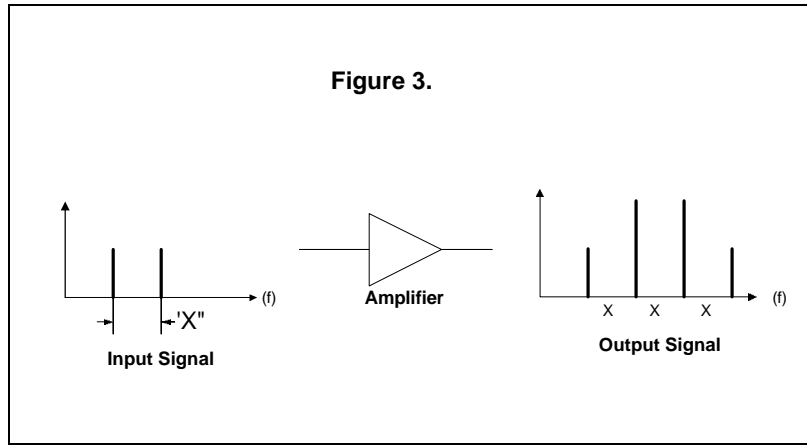 Figure 3.
(f)
'X"
Input Signal
Amplifier
(f)
X X X
Output Signal